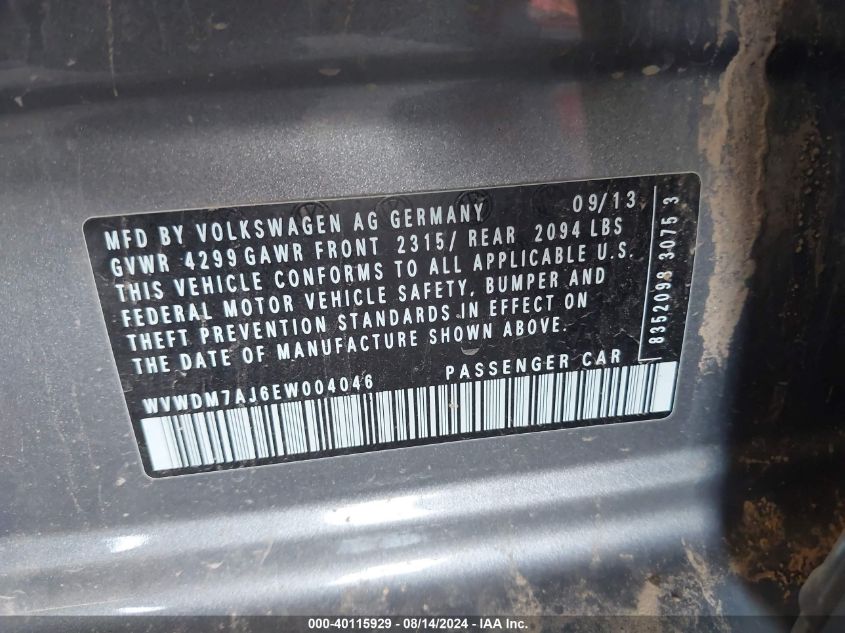 MFD BY VOLKSWAGEN AG GERMANY 09/13
GVWR 4299 GAWR FRONT 2315/ REAR 2094 LBS
THIS VEHICLE CONFORMS TO ALL APPLICABLE U.S.
FEDERAL MOTOR VEHICLE SAFETY, BUMPER AND
THEFT PREVENTION STANDARDS IN EFFECT ON
THE DATE OF MANUFACTURE SHOWN ABOVE.
WVWDM7AJ6EW004046 PASSENGER CAR
8352098 3075 3
000-40115929 - 08/14/2024 - IAA Inc.